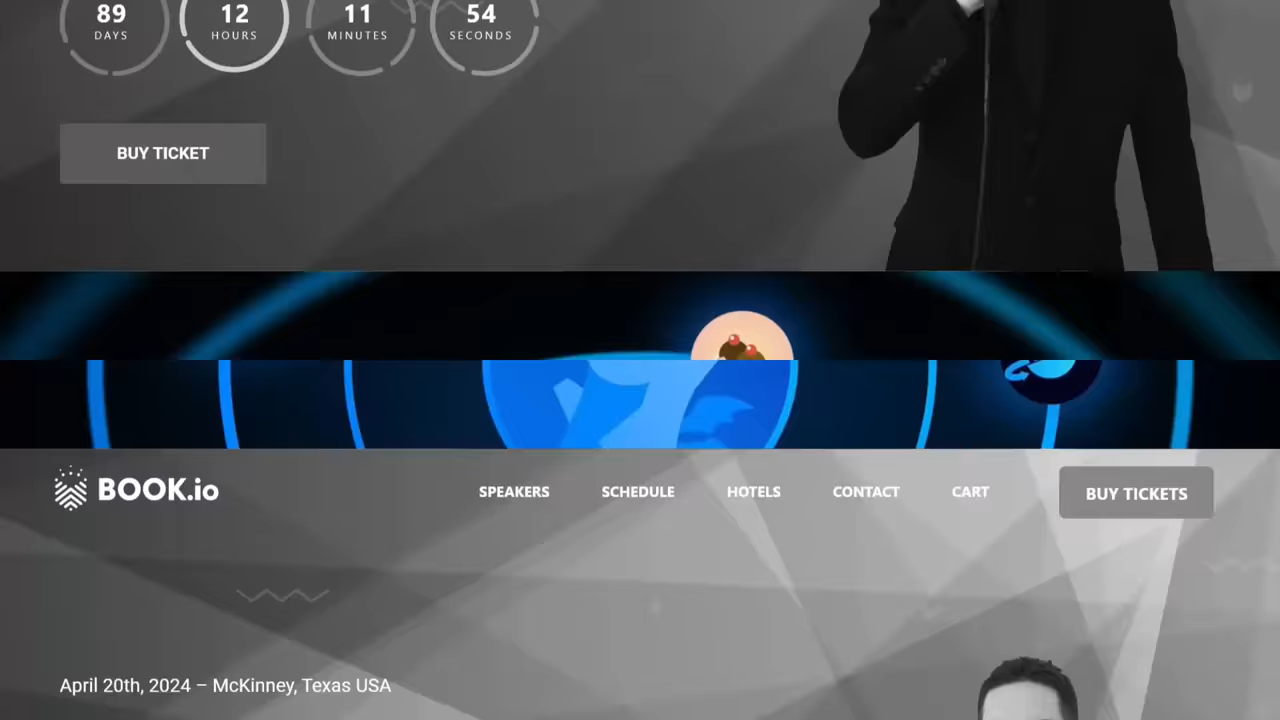 89 12 11 54
DAYS HOURS MINUTES SECONDS
BUY TICKET
BOOK.io SPEAKERS SCHEDULE HOTELS CONTACT CART BUY TICKETS
April 20th, 2024 – McKinney, Texas USA